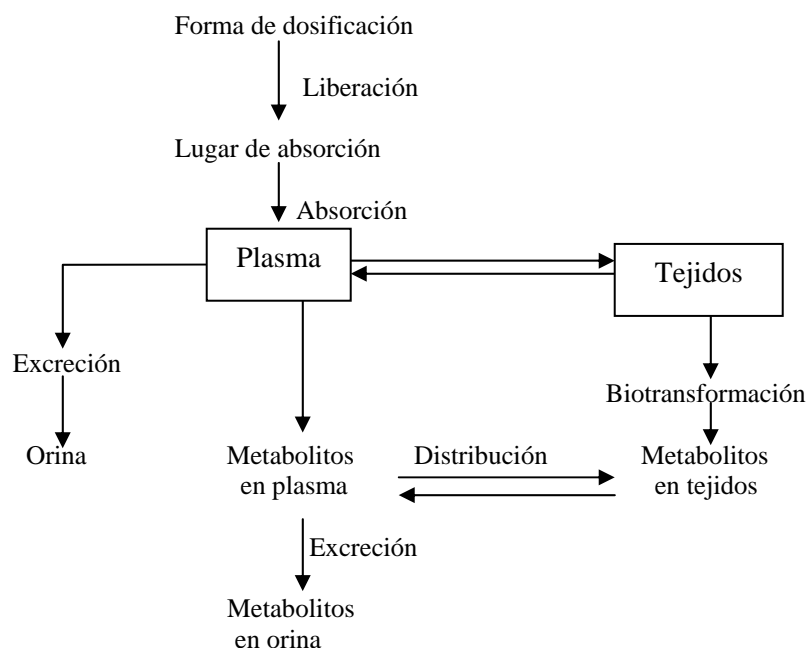 Forma de dosificación
Liberación
Lugar de absorción
Absorción
Plasma
Tejidos
Excreción
Biotransformación
Orina
Metabolitos
en plasma
Distribución
Metabolitos
en tejidos
Excreción
Metabolitos
en orina